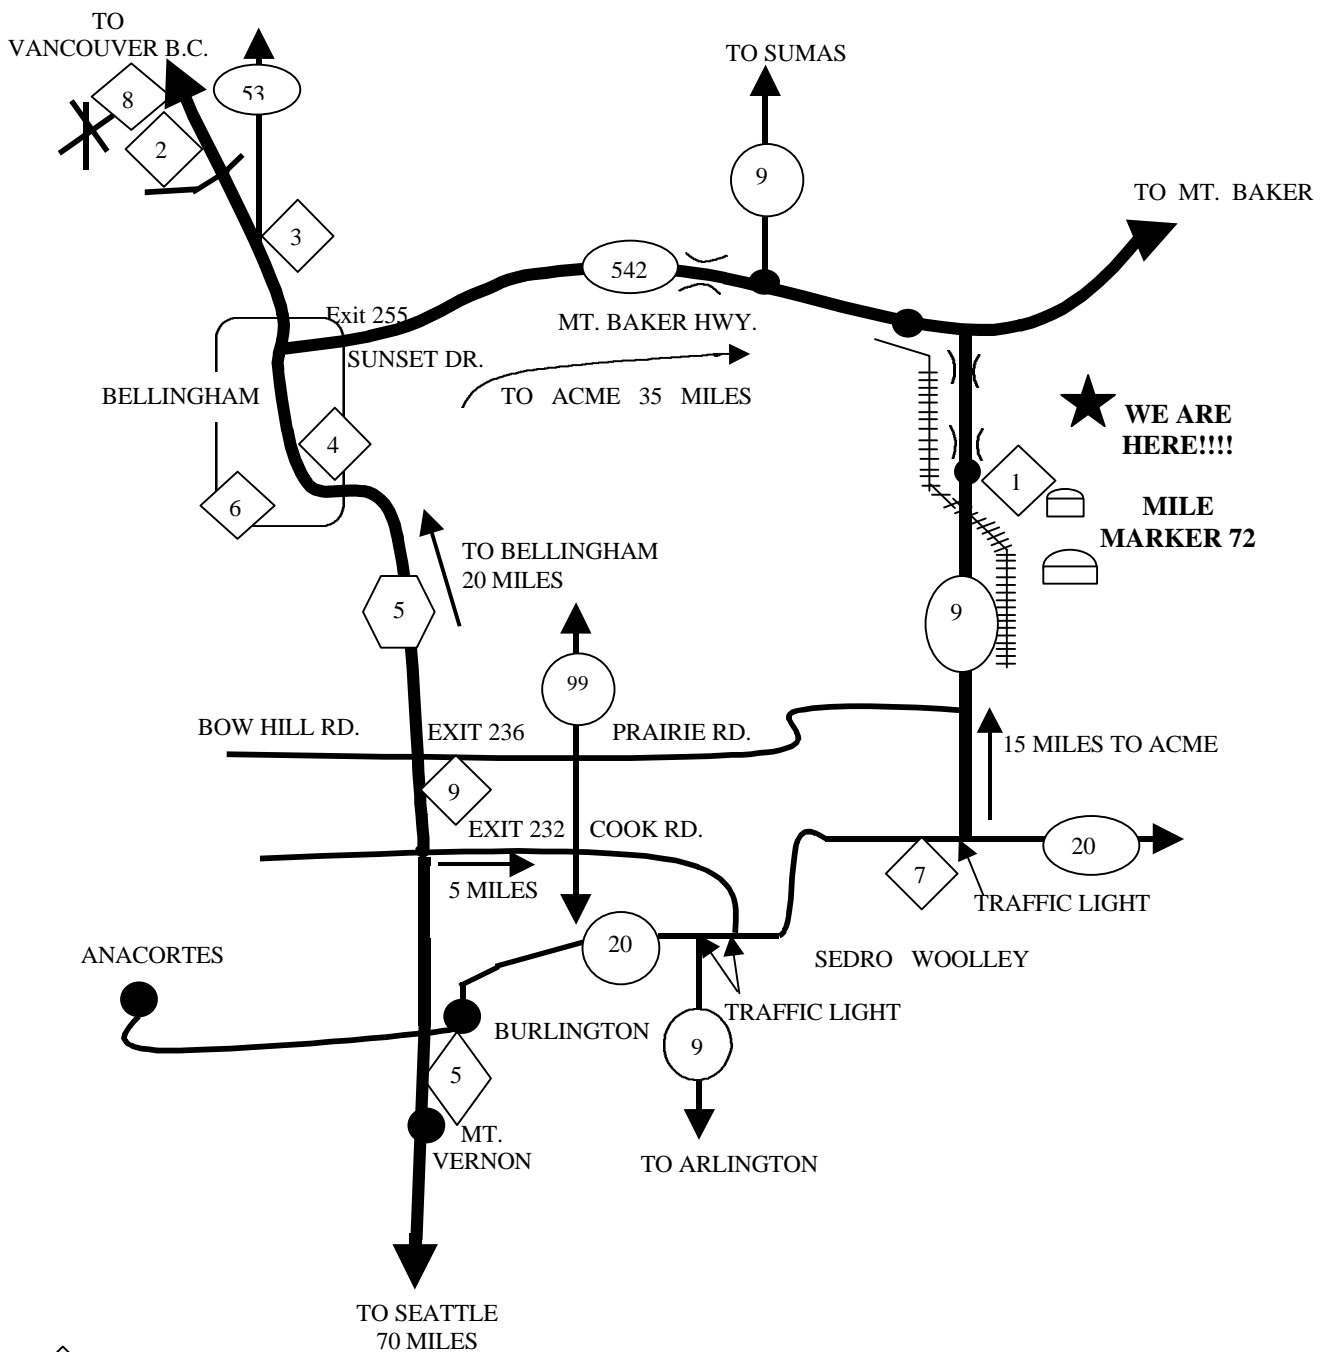 TO
VANCOUVER B.C.
TO SUMAS
8
53
2
9
TO MT. BAKER
3
542
Exit 255
MT. BAKER HWY.
SUNSET DR.
BELLINGHAM
TO ACME 35 MILES
WE ARE
HERE!!!!
4
1
6
MILE
MARKER 72
TO BELLINGHAM
20 MILES
5
9
99
BOW HILL RD.
EXIT 236
PRAIRIE RD.
15 MILES TO ACME
9
EXIT 232
COOK RD.
20
5 MILES
7
TRAFFIC LIGHT
20
ANACORTES
SEDRO WOOLLEY
TRAFFIC LIGHT
BURLINGTON
9
5
MT.
VERNON
TO ARLINGTON
TO SEATTLE
70 MILES